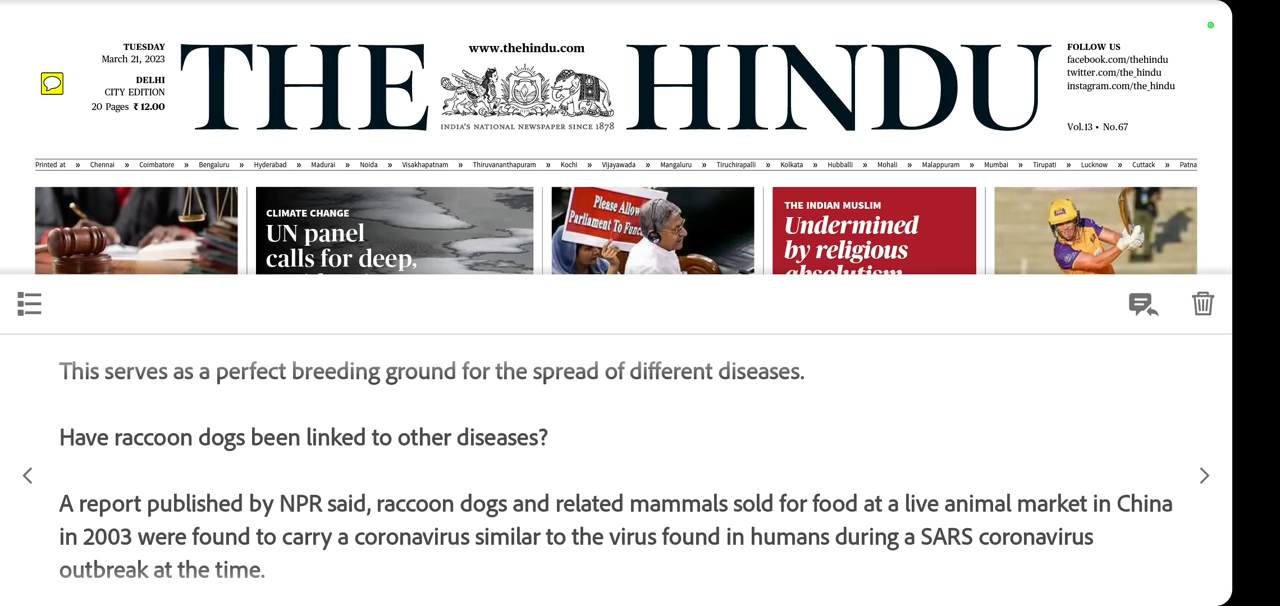 TUESDAY
March 21, 2023
DELHI
CITY EDITION
20 Pages ₹ 12.00
THE HINDU
www.thehindu.com
INDIA'S NATIONAL NEWSPAPER SINCE 1878
FOLLOW US
facebook.com/thehindu
twitter.com/the_hindu
instagram.com/the_hindu
Vol.13 • No.67
Printed at » Chennai » Coimbatore » Bengaluru » Hyderabad » Madurai » Noida » Visakhapatnam » Thiruvananthapuram » Kochi » Vijayawada » Mangaluru » Tiruchirapalli » Kolkata » Hubballi » Mohali » Malappuram » Mumbai » Tirupati » Lucknow » Cuttack » Patna
CLIMATE CHANGE
UN panel
calls for deep,
Please Allow
Parliament To Func
THE INDIAN MUSLIM
Undermined
by religious
absolutism
This serves as a perfect breeding ground for the spread of different diseases.
Have raccoon dogs been linked to other diseases?
A report published by NPR said, raccoon dogs and related mammals sold for food at a live animal market in China
in 2003 were found to carry a coronavirus similar to the virus found in humans during a SARS coronavirus
outbreak at the time.